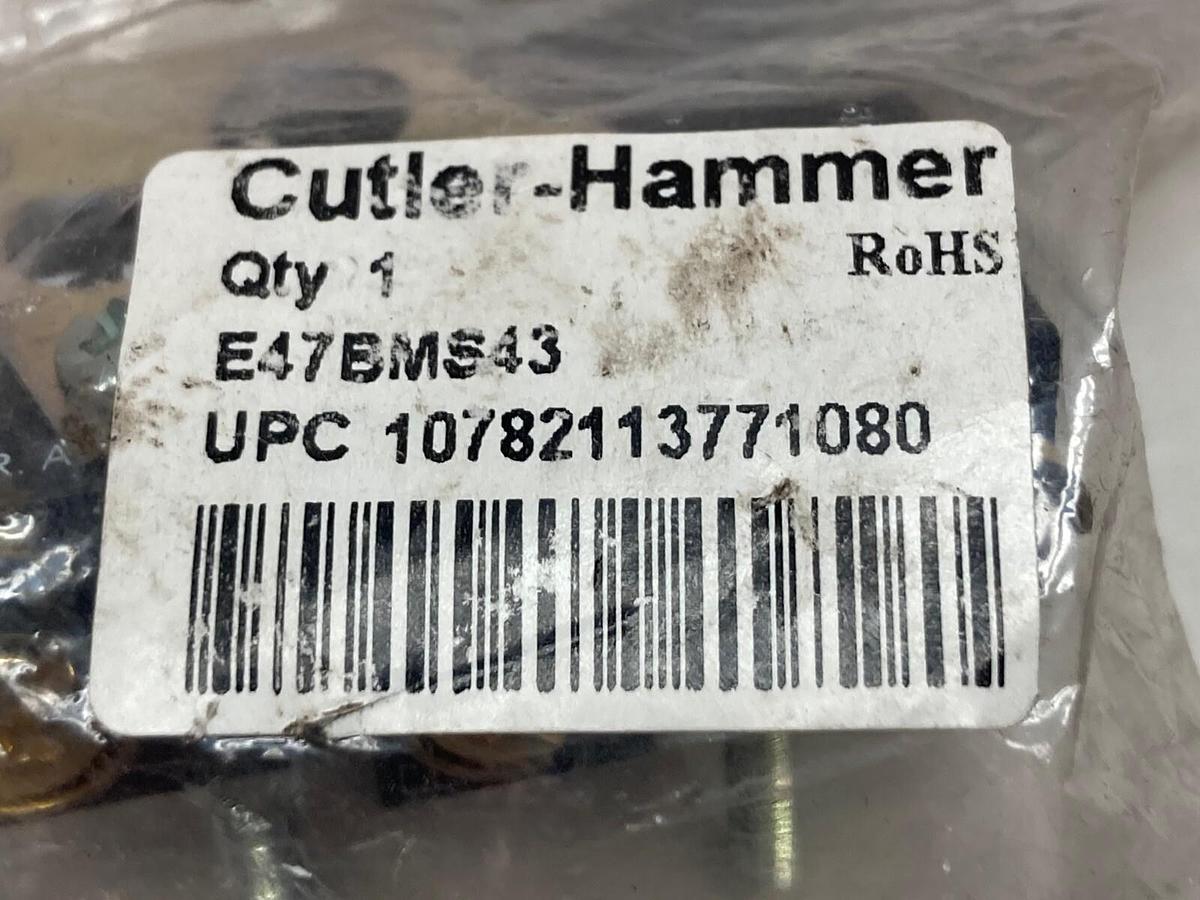 Cutler-Hammer
Qty 1
RoHS
E47BMS43
UPC 10782113771080
R. A